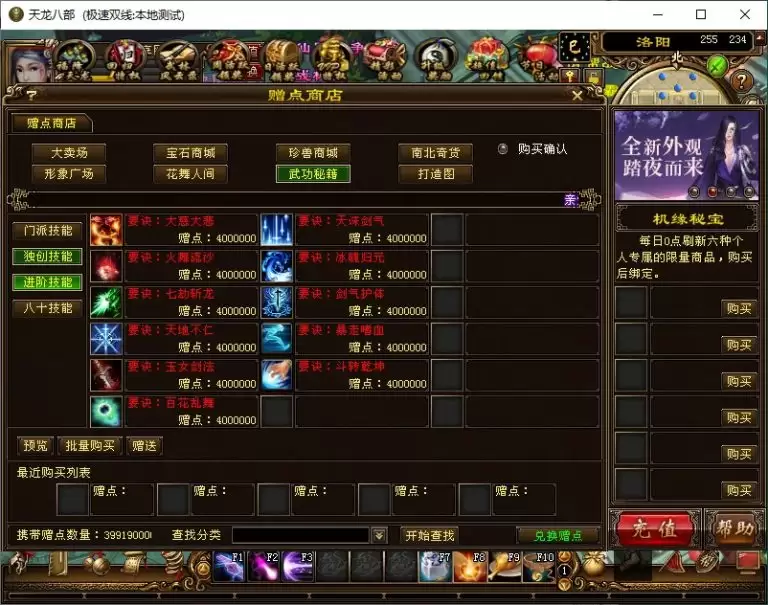 天龙八部 (极速双线:本地测试)
洛阳
255 234
北
赠点商店
赠点商店
大卖场
宝石商城
珍兽商城
南北奇货
购买确认
形象广场
花舞人间
武功秘籍
打造图
亲
全新外观
踏夜而来
机缘秘宝
每日0点刷新六种个
人专属的限量商品，购买
后绑定。
门派技能
独创技能
进阶技能
八十技能
要诀：大慈大悲
赠点：4000000
要诀：天诛剑气
赠点：4000000
要诀：火舞流沙
赠点：4000000
要诀：冰魄归元
赠点：4000000
要诀：七劫斩龙
赠点：4000000
要诀：剑气护体
赠点：4000000
要诀：天地不仁
赠点：4000000
要诀：暴走嗜血
赠点：4000000
要诀：玉女剑法
赠点：4000000
要诀：斗转乾坤
赠点：4000000
要诀：百花乱舞
赠点：4000000
购买
购买
购买
购买
购买
购买
预览
批量购买
赠送
最近购买列表
赠点：
赠点：
赠点：
赠点：
赠点：
携带赠点数量：39919000
查找分类
开始查找
兑换赠点
充值
帮助
F1
F2
F3
F7
F8
F9
F10
1